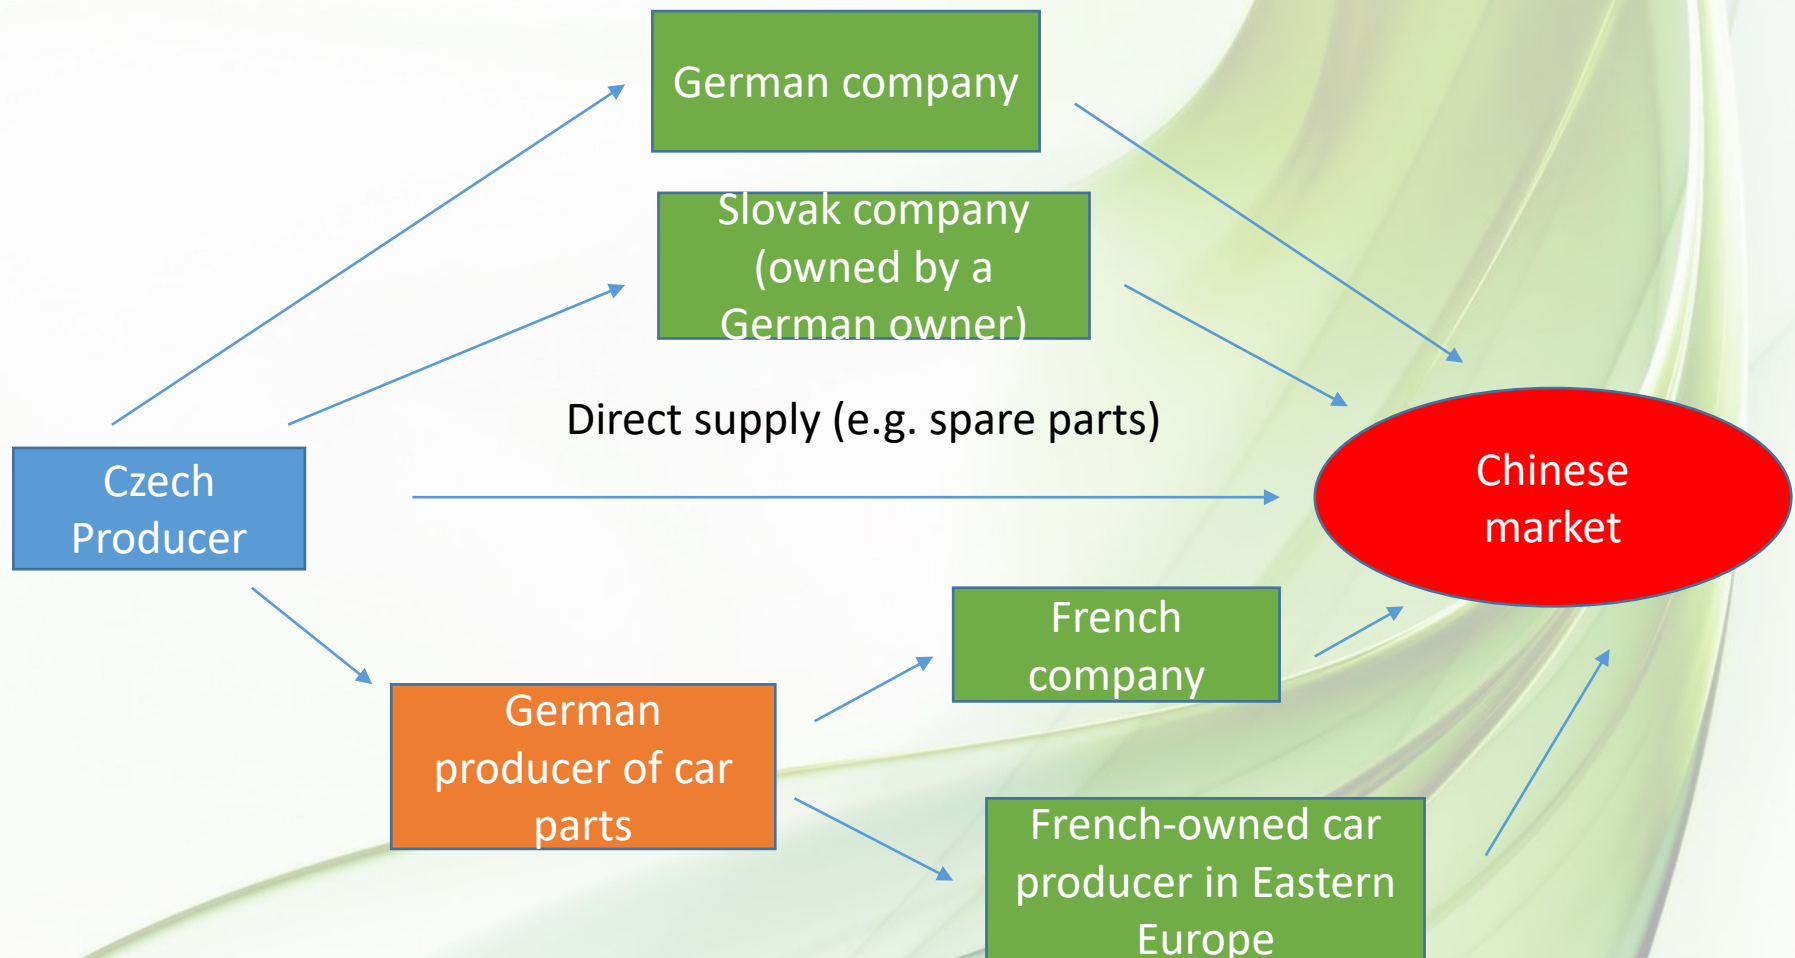 German company
Slovak company
(owned by a
German owner)
Direct supply (e.g. spare parts)
Czech
Producer
Chinese
market
French
company
German
producer of car
parts
French-owned car
producer in Eastern
Europe